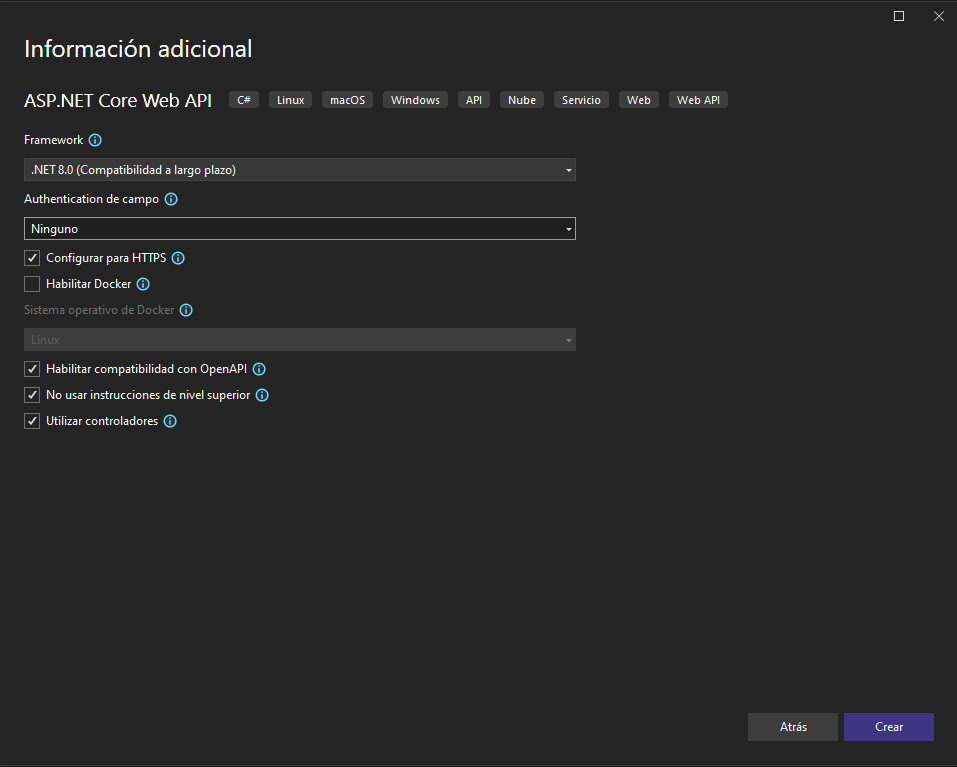 Información adicional
ASP.NET Core Web API C# Linux macOS Windows API Nube Servicio Web Web API
Framework
.NET 8.0 (Compatibilidad a largo plazo)
Authentication de campo
Ninguno
Configurar para HTTPS
Habilitar Docker
Sistema operativo de Docker
Linux
Habilitar compatibilidad con OpenAPI
No usar instrucciones de nivel superior
Utilizar controladores
Atrás Crear